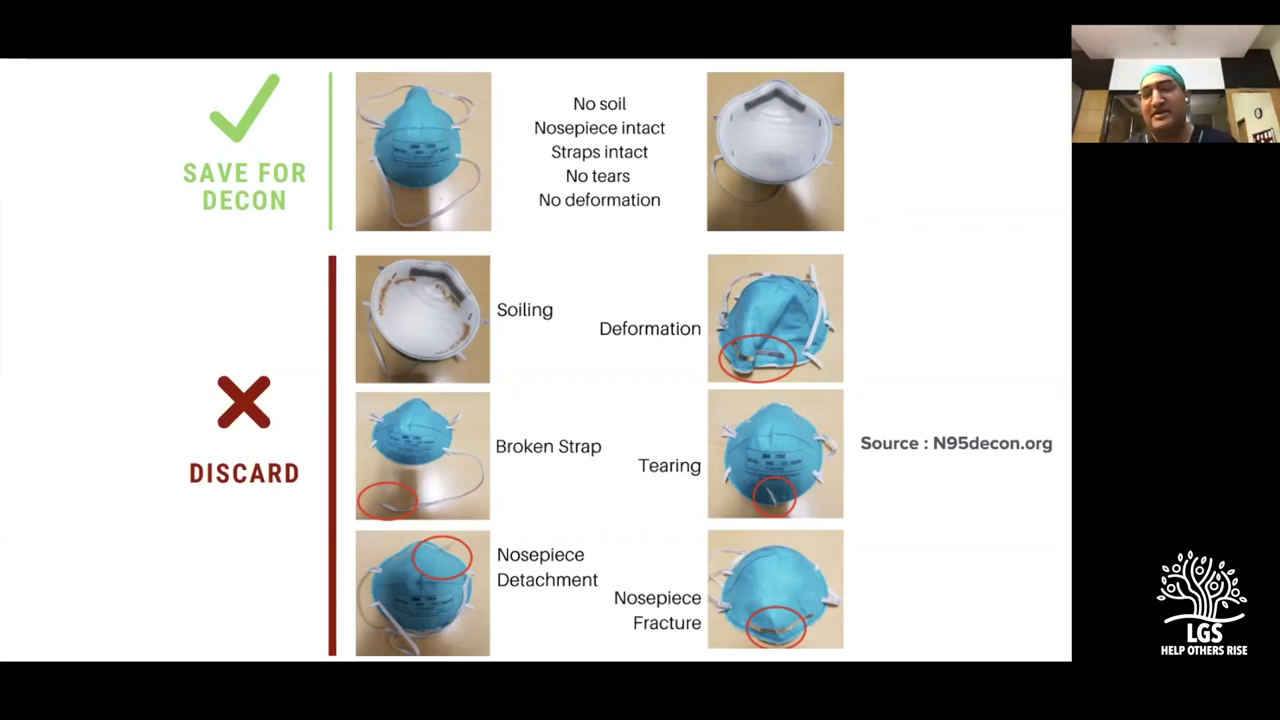 SAVE FOR
DECON
No soil
Nosepiece intact
Straps intact
No tears
No deformation
DISCARD
Soiling
Deformation
Broken Strap
Tearing
Nosepiece
Detachment
Nosepiece
Fracture
Source : N95decon.org
LGS
HELP OTHERS RISE